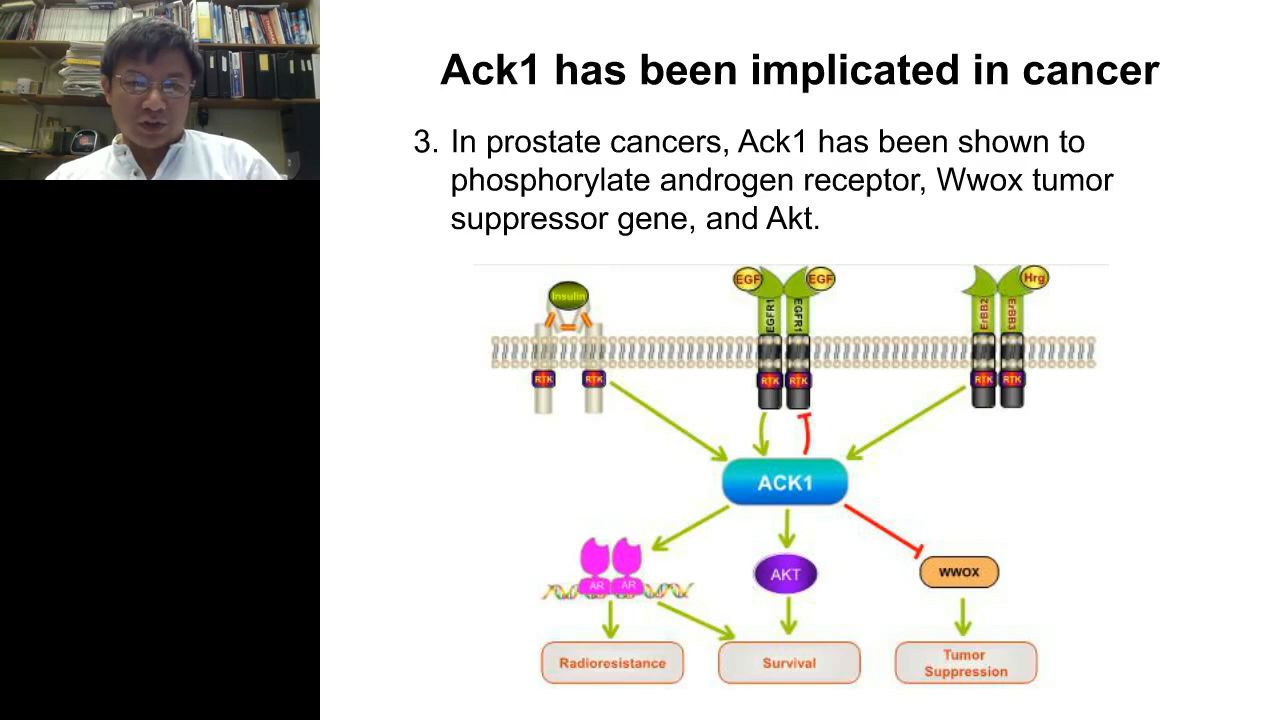 Ack1 has been implicated in cancer
3. In prostate cancers, Ack1 has been shown to
phosphorylate androgen receptor, Wwox tumor
suppressor gene, and Akt.
Insulin
EGF
EGF
Hrg
EGFR1
EGFR1
ErBB2
ErBB3
RTK
RTK
RTK
RTK
RTK
RTK
ACK1
AR
AR
AKT
WWOX
Radioresistance
Survival
Tumor
Suppression